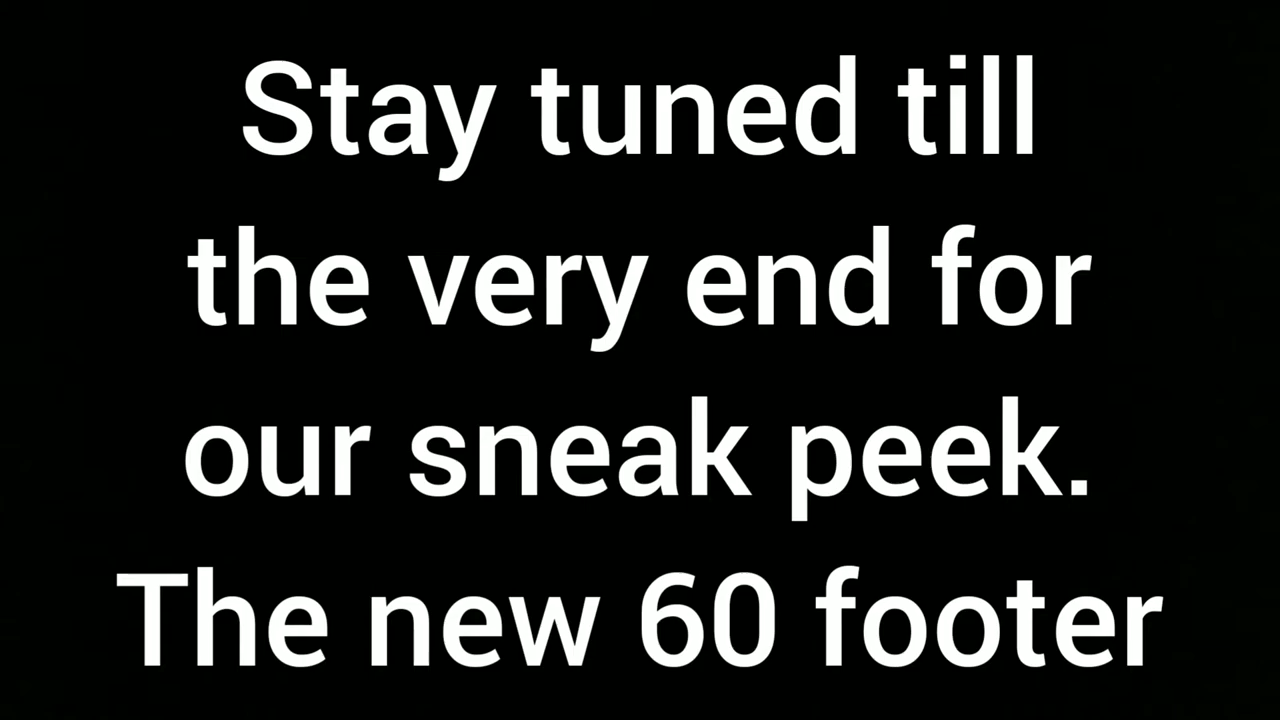 Stay tuned till
the very end for
our sneak peek.
The new 60 footer